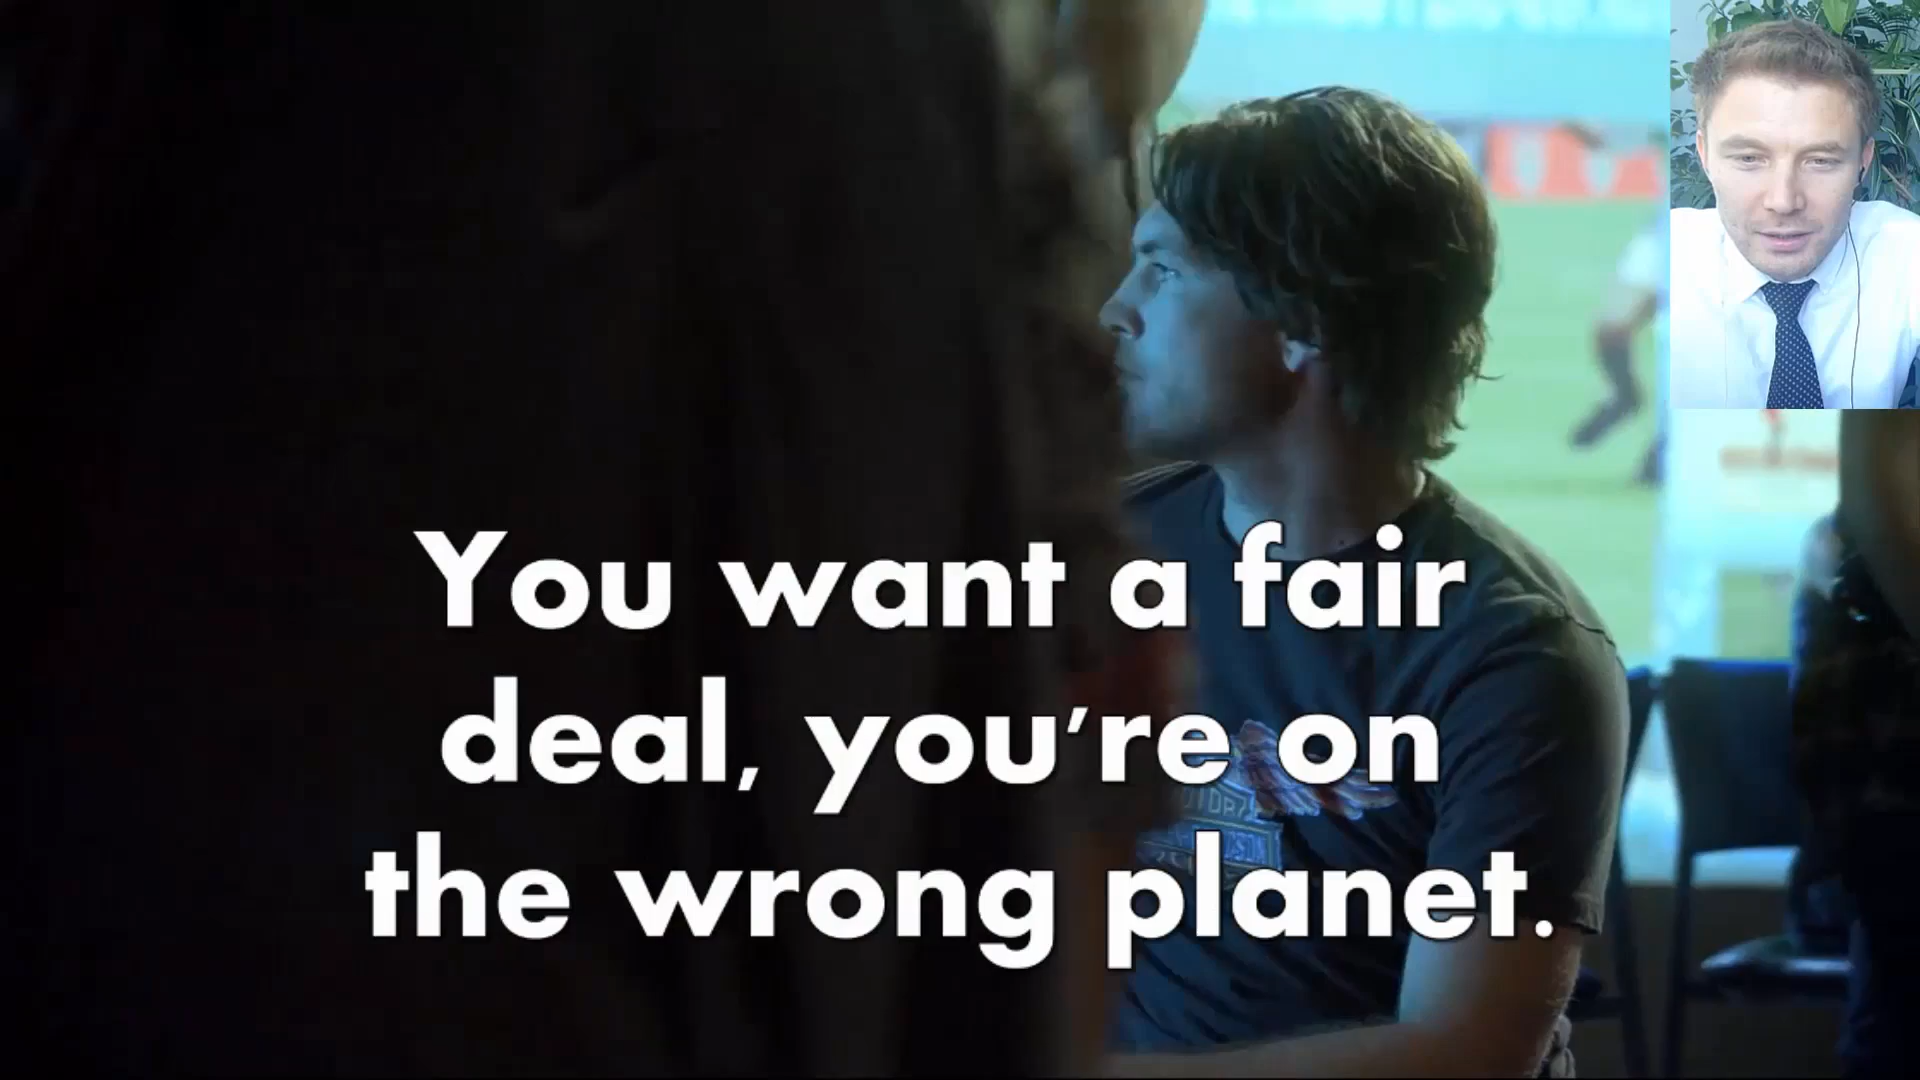 You want a fair
deal, you're on
the wrong planet.